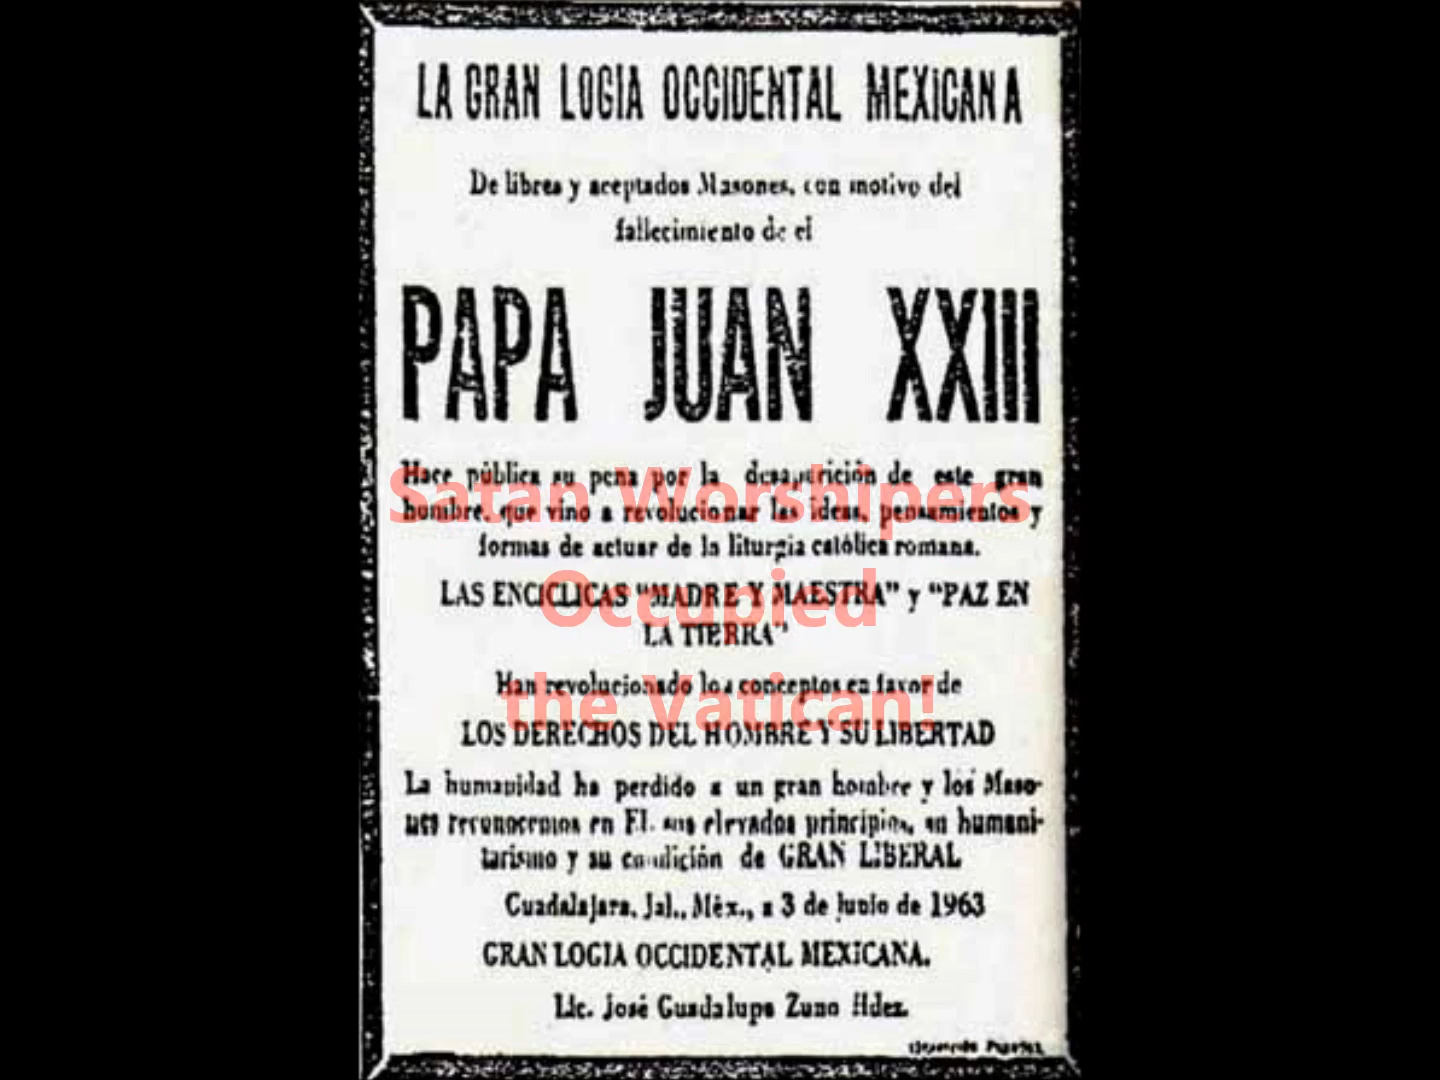 LA GRAN LOGIA OCCIDENTAL MEXICANA
De libres y aceptados Masones, con motivo del
fallecimiento de el
PAPA JUAN XXIII
Hace pública su pena por la desaparición de este gran
hombre, que vino a revolucionar las ideas, pensamientos y
formas de actuar de la liturgia católica romana.
LAS ENCICLICAS "MADRE Y MAESTRA" y "PAZ EN
LA TIERRA"
Han revolucionado los conceptos en favor de
LOS DERECHOS DEL HOMBRE Y SU LIBERTAD
La humanidad ha perdido a un gran hombre y los Maso-
nes reconocemos en El, sus elevados principios, su humani-
tarismo y su condición de GRAN LIBERAL
Guadalajara, Jal., Méx., a 3 de junio de 1963
GRAN LOGIA OCCIDENTAL MEXICANA.
Lic. José Guadalupe Zuno Hdez.
Satan Worshipers
Occupied
the Vatican!